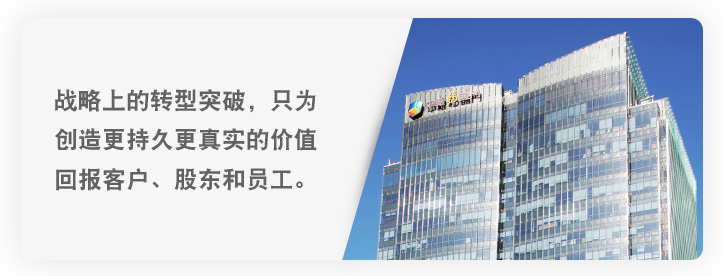 战略上的转型突破，只为
创造更持久更真实的价值
回报客户、股东和员工。